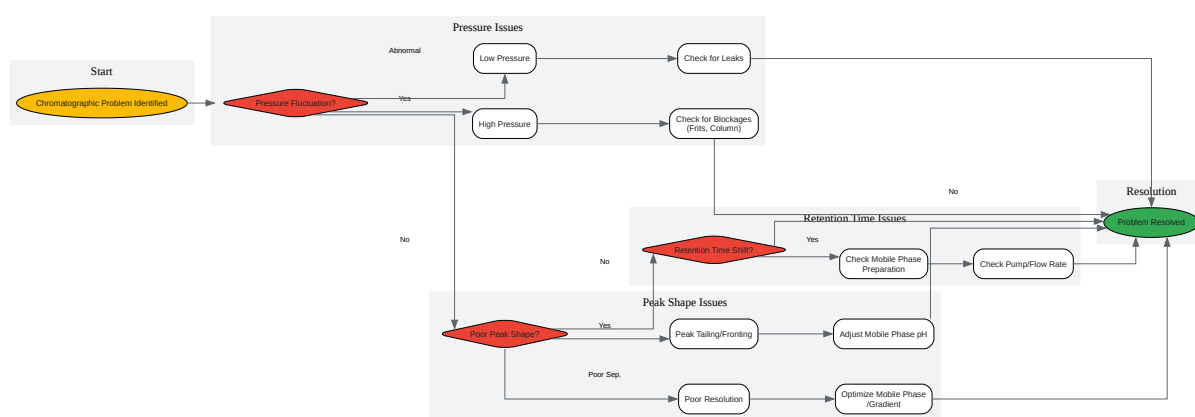 Pressure Issues
Abnormal
Low Pressure
Check for Leaks
Start
Chromatographic Problem Identified
Pressure Fluctuation?
Yes
High Pressure
Check for Blockages
(Frits, Column)
No
Resolution
Problem Resolved
Retention Time Issues
No
Yes
Retention Time Shift?
No
Check Mobile Phase
Preparation
Check Pump/Flow Rate
Peak Shape Issues
Yes
Poor Peak Shape?
Peak Tailing/Fronting
Adjust Mobile Phase pH
Poor Sep.
Poor Resolution
Optimize Mobile Phase
/Gradient